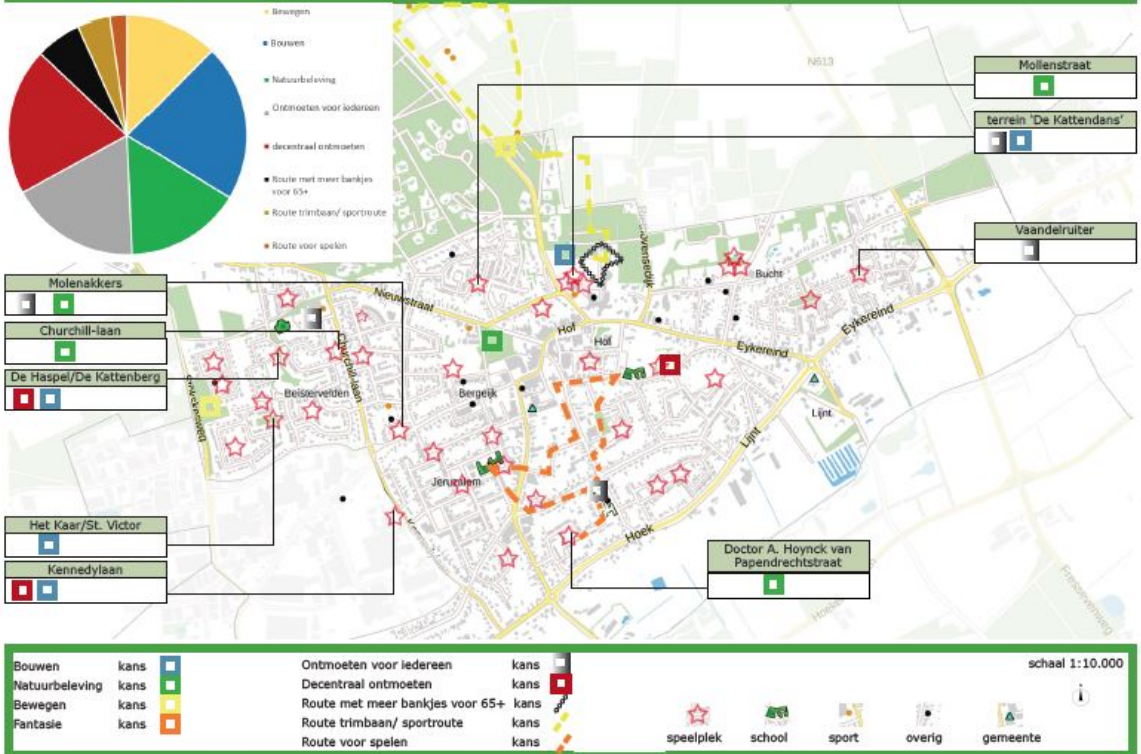 Bewegen
Bouwen
Natuurbeleving
Ontmoeten voor iedereen
decentraal ontmoeten
Route met meer bankjes
voor 65+
Route trimbaan/ sportroute
Route voor spelen
N613
Mollenstraat
terrein 'De Kattendans'
Vaandelruiter
Molenakkers
Churchill-laan
De Haspel/De Kattenberg
Het Kaar/St. Victor
Kennedylaan
Doctor A. Hoynck van
Papendrechtstraat
Nieuwstraat
Churchill-laan
Beistervelden
Bergeijk
Jeruzalem
Hof
Hof
Bucht
Eykereind
Eykereind
Lijnt
Lijnt
Hoek
Fressevenweg
Bouwen kans
Natuurbeleving kans
Bewegen kans
Fantasie kans
Ontmoeten voor iedereen kans
Decentraal ontmoeten kans
Route met meer bankjes voor 65+ kans
Route trimbaan/ sportroute kans
Route voor spelen kans
schaal 1:10.000
speelplek school sport overig gemeente